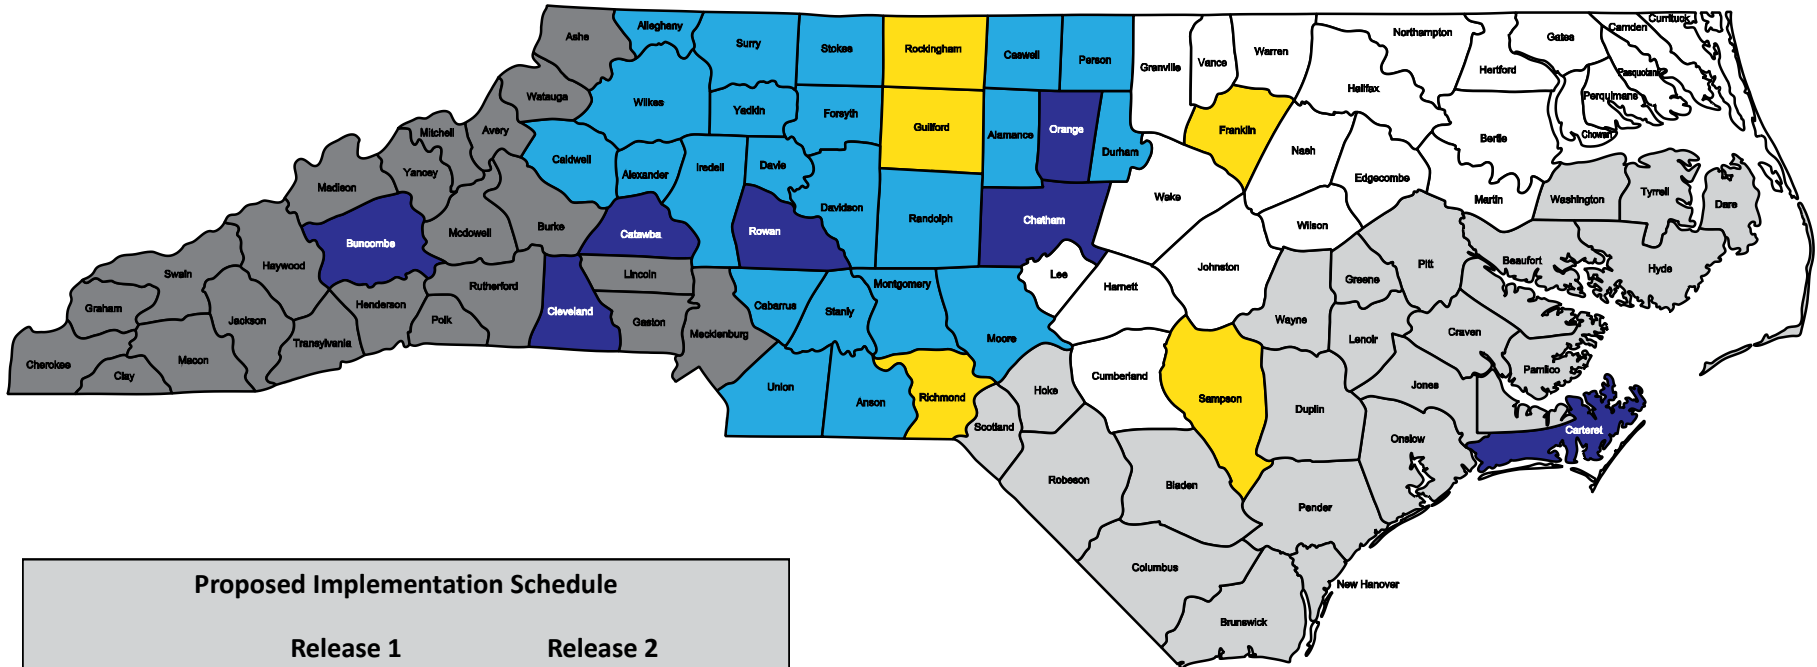 Ashe
Alleghany
Surry
Stokes
Rockingham
Caswell
Person
Granville
Vance
Warren
Northampton
Gates
Camden
Currituck
Hertford
Pasquotank
Perquimans
Chowan
Halifax
Bertie
Watauga
Wilkes
Yadkin
Forsyth
Guilford
Alamance
Orange
Durham
Franklin
Nash
Edgecombe
Martin
Washington
Tyrrell
Dare
Mitchell
Avery
Yancey
Caldwell
Alexander
Iredell
Davie
Davidson
Randolph
Chatham
Wake
Wilson
Madison
Buncombe
Mcdowell
Burke
Catawba
Rowan
Lee
Johnston
Greene
Pitt
Beaufort
Hyde
Swain
Haywood
Rutherford
Lincoln
Cabarrus
Stanly
Montgomery
Moore
Harnett
Wayne
Lenoir
Craven
Pamlico
Graham
Jackson
Henderson
Polk
Cleveland
Gaston
Mecklenburg
Cherokee
Clay
Macon
Transylvania
Union
Anson
Richmond
Scotland
Hoke
Cumberland
Sampson
Duplin
Jones
Onslow
Carteret
Robeson
Bladen
Pender
Columbus
Brunswick
New Hanover
Proposed Implementation Schedule
Release 1 Release 2